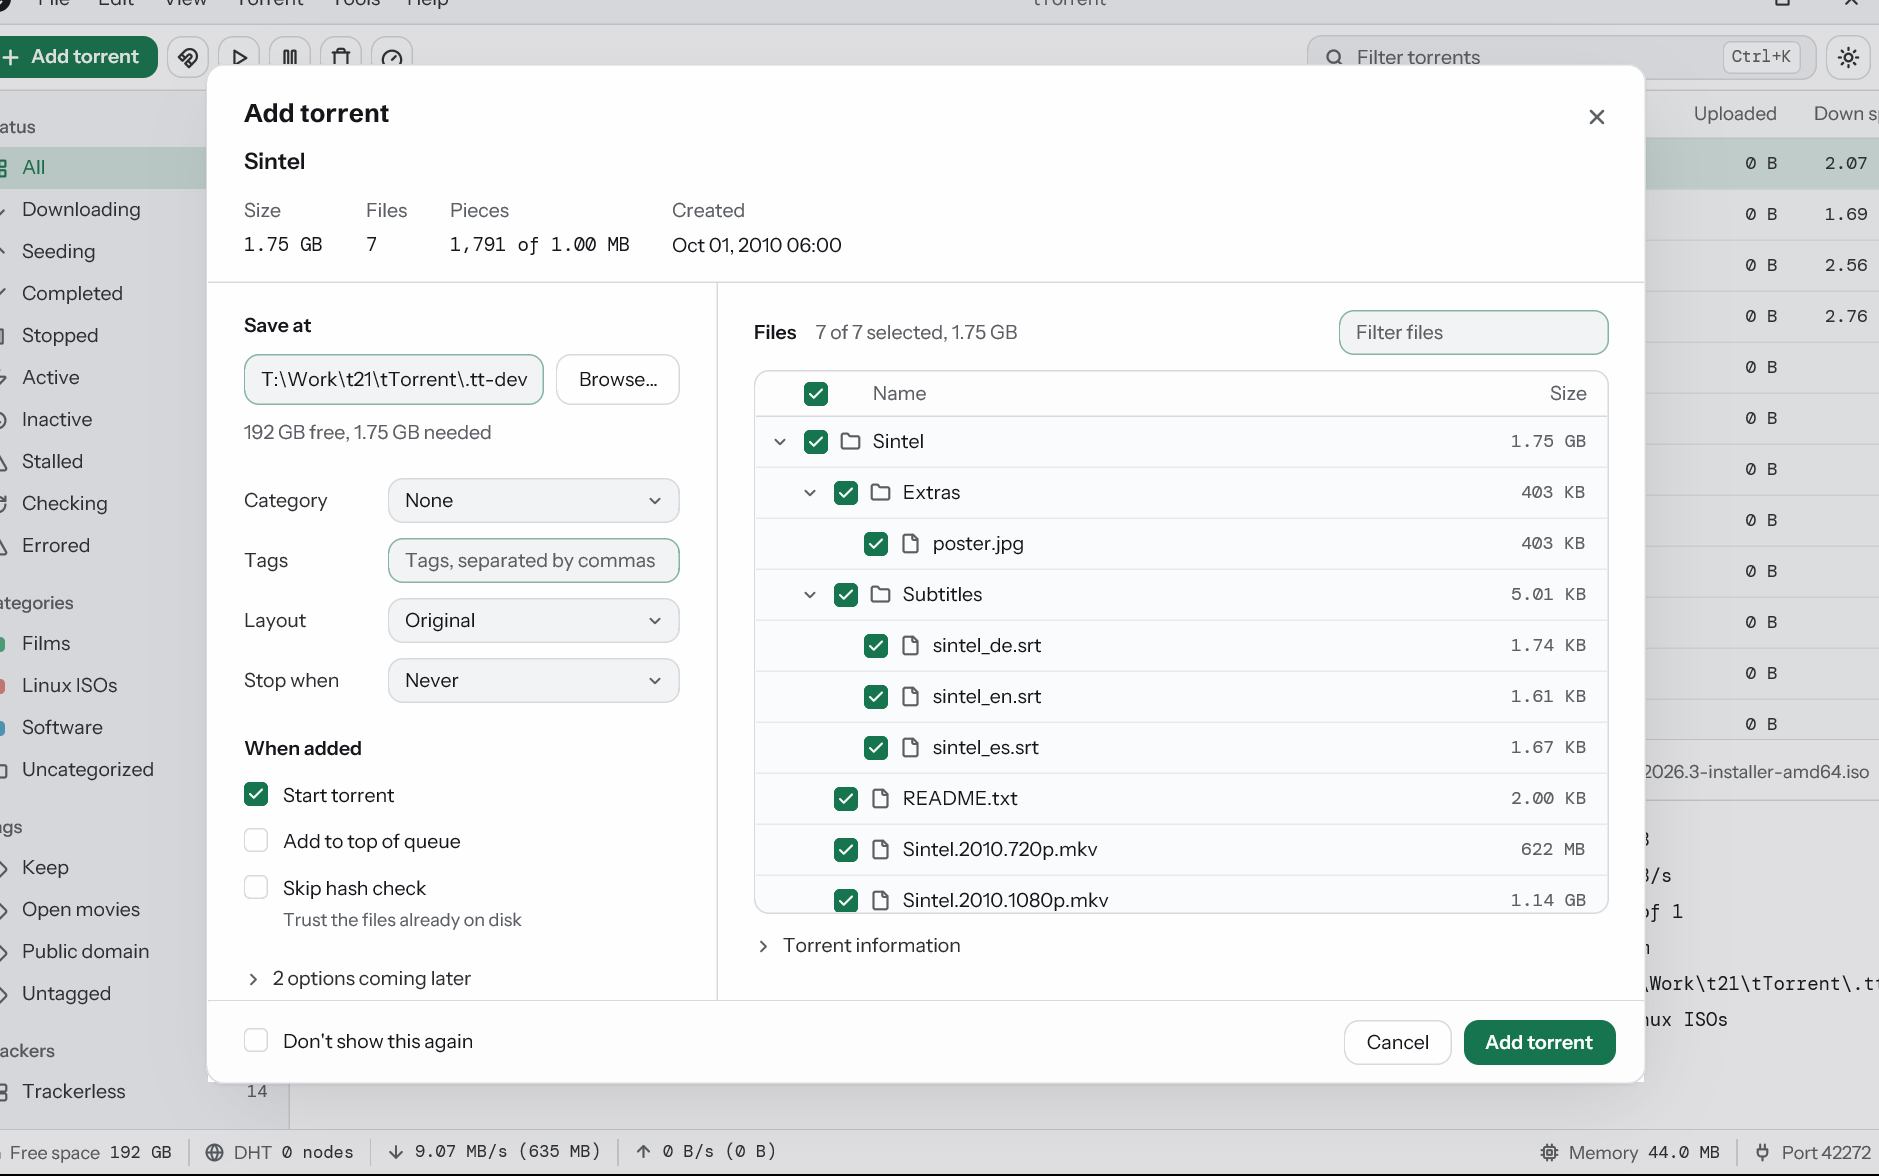 Edit
View
Torrent
Tools
Help
tTorrent
Add torrent
Filter torrents
Ctrl+K
Uploaded
Down
All
Downloading
Seeding
Completed
Stopped
Active
Inactive
Stalled
Checking
Errored
Films
Linux ISOs
Software
Uncategorized
Keep
Open movies
Public domain
Untagged
Trackerless 14
Add torrent
Sintel
Size Files Pieces Created
1.75 GB 7 1,791 of 1.00 MB Oct 01, 2010 06:00
Save at
T:\Work\t21\tTorrent\.tt-dev
Browse...
192 GB free, 1.75 GB needed
Category None
Tags Tags, separated by commas
Layout Original
Stop when Never
When added
Start torrent
Add to top of queue
Skip hash check
Trust the files already on disk
2 options coming later
Files 7 of 7 selected, 1.75 GB
Filter files
Name Size
Sintel 1.75 GB
Extras 403 KB
poster.jpg 403 KB
Subtitles 5.01 KB
sintel_de.srt 1.74 KB
sintel_en.srt 1.61 KB
sintel_es.srt 1.67 KB
README.txt 2.00 KB
Sintel.2010.720p.mkv 622 MB
Sintel.2010.1080p.mkv 1.14 GB
Torrent information
Don't show this again
Cancel
Add torrent
0 B 2.07
0 B 1.69
0 B 2.56
0 B 2.76
0 B
0 B
0 B
0 B
0 B
0 B
0 B
0 B
2026.3-installer-amd64.iso
of 1
\Work\t21\tTorrent\.tt
ISOs
Free space 192 GB
DHT 0 nodes
9.07 MB/s (635 MB)
0 B/s (0 B)
Memory 44.0 MB
Port 42272